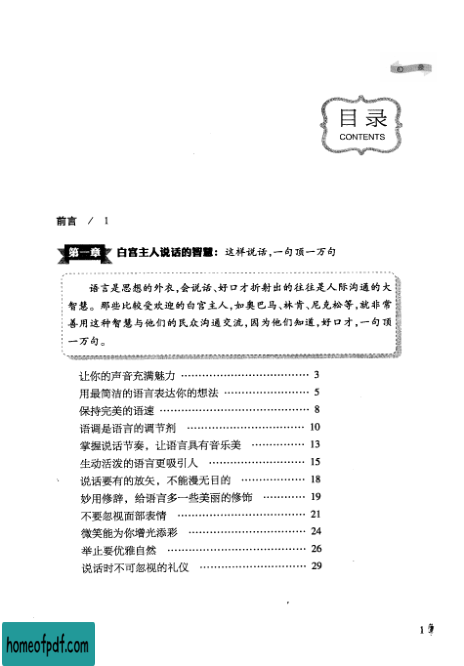 目录
目录
CONTENTS
前言 / 1
第一章 白宫主人说话的智慧：这样说话，一句顶一万句
语言是思想的外衣，会说话、好口才折射出的往往是人际沟通的大
智慧。那些比较受欢迎的白宫主人，如奥巴马、林肯、尼克松等，就非常
善用这种智慧与他们的民众沟通交流，因为他们知道，好口才，一句顶
一万句。
让你的声音充满魅力 ………………………… 3
用最简洁的语言表达你的想法 ………………… 5
保持完美的语速 ……………………………… 8
语调是语言的调节剂 ………………………… 10
掌握说话节奏，让语言具有音乐美 …………… 13
生动活泼的语言更吸引人 …………………… 15
说话要有的放矢，不能漫无目的 ……………… 18
妙用修辞，给语言多一些美丽的修饰 ………… 19
不要忽视面部表情 …………………………… 21
微笑能为你增光添彩 ………………………… 24
举止要优雅自然 ……………………………… 26
说话时不可忽视的礼仪 ……………………… 29
1
homeofpdf.com